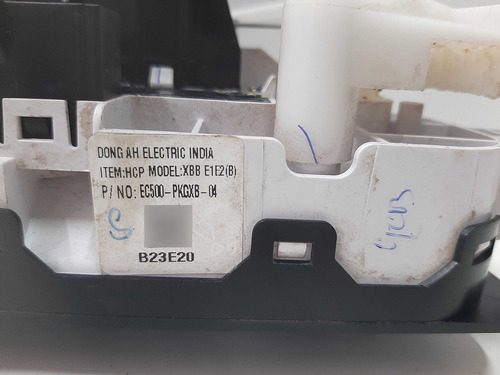 DONG AH ELECTRIC INDIA
ITEM:HCP MODEL:XBB E1E2(B)
P/ NO: EC500-PKGXB-04
B23E20